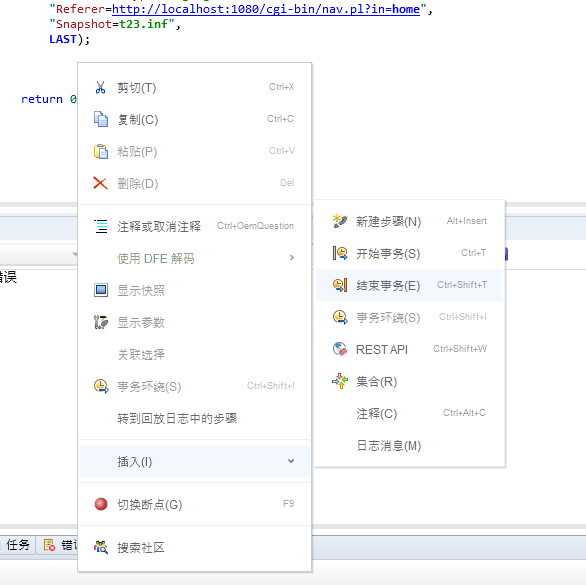 "Referer=http://localhost:1080/cgi-bin/nav.pl?in=home",
"Snapshot=t23.inf",
LAST);
return 0
剪切(T) Ctrl+X
复制(C) Ctrl+C
粘贴(P) Ctrl+V
删除(D) Del
注释或取消注释 Ctrl+OemQuestion
使用 DFE 解码
显示快照
显示参数
关联选择
事务环绕(S) Ctrl+Shift+I
转到回放日志中的步骤
插入(I)
切换断点(G) F9
搜索社区
新建步骤(N) Alt+Insert
开始事务(S) Ctrl+T
结束事务(E) Ctrl+Shift+T
事务环绕(S) Ctrl+Shift+I
REST API Ctrl+Shift+W
集合(R)
注释(C) Ctrl+Alt+C
日志消息(M)
错误
任务 错误